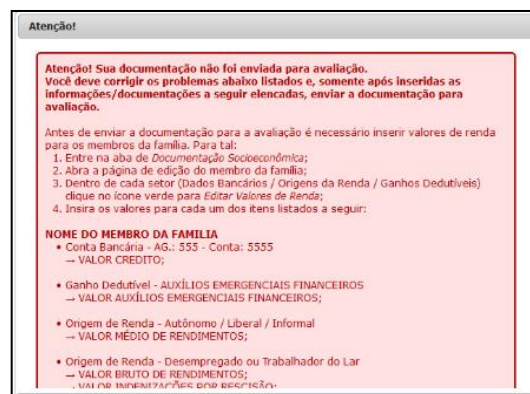 Atenção!
Atenção! Sua documentação não foi enviada para avaliação.
Você deve corrigir os problemas abaixo listados e, somente após inseridas as
informações/documentações a seguir elencadas, enviar a documentação para
avaliação.
Antes de enviar a documentação para a avaliação é necessário inserir valores de renda
para os membros da família. Para tal:
1. Entre na aba de Documentação Socioeconômica;
2. Abra a página de edição do membro da família;
3. Dentro de cada setor (Dados Bancários / Origens da Renda / Ganhos Dedutíveis)
clique no ícone verde para Editar Valores de Renda;
4. Insira os valores para cada um dos itens listados a seguir:
NOME DO MEMBRO DA FAMILIA
• Conta Bancária - AG.: 555 - Conta: 5555
→ VALOR CREDITO;
• Ganho Dedutível - AUXÍLIOS EMERGENCIAIS FINANCEIROS
→ VALOR AUXÍLIOS EMERGENCIAIS FINANCEIROS;
• Origem de Renda - Autônomo / Liberal / Informal
→ VALOR MÉDIO DE RENDIMENTOS;
• Origem de Renda - Desempregado ou Trabalhador do Lar
→ VALOR BRUTO DE RENDIMENTOS;
→ VALOR INDENIZAÇÕES POR RESCISÃO;